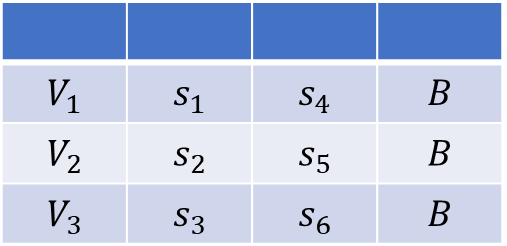 V₁ s₁ s₄ B
V₂ s₂ s₅ B
V₃ s₃ s₆ B